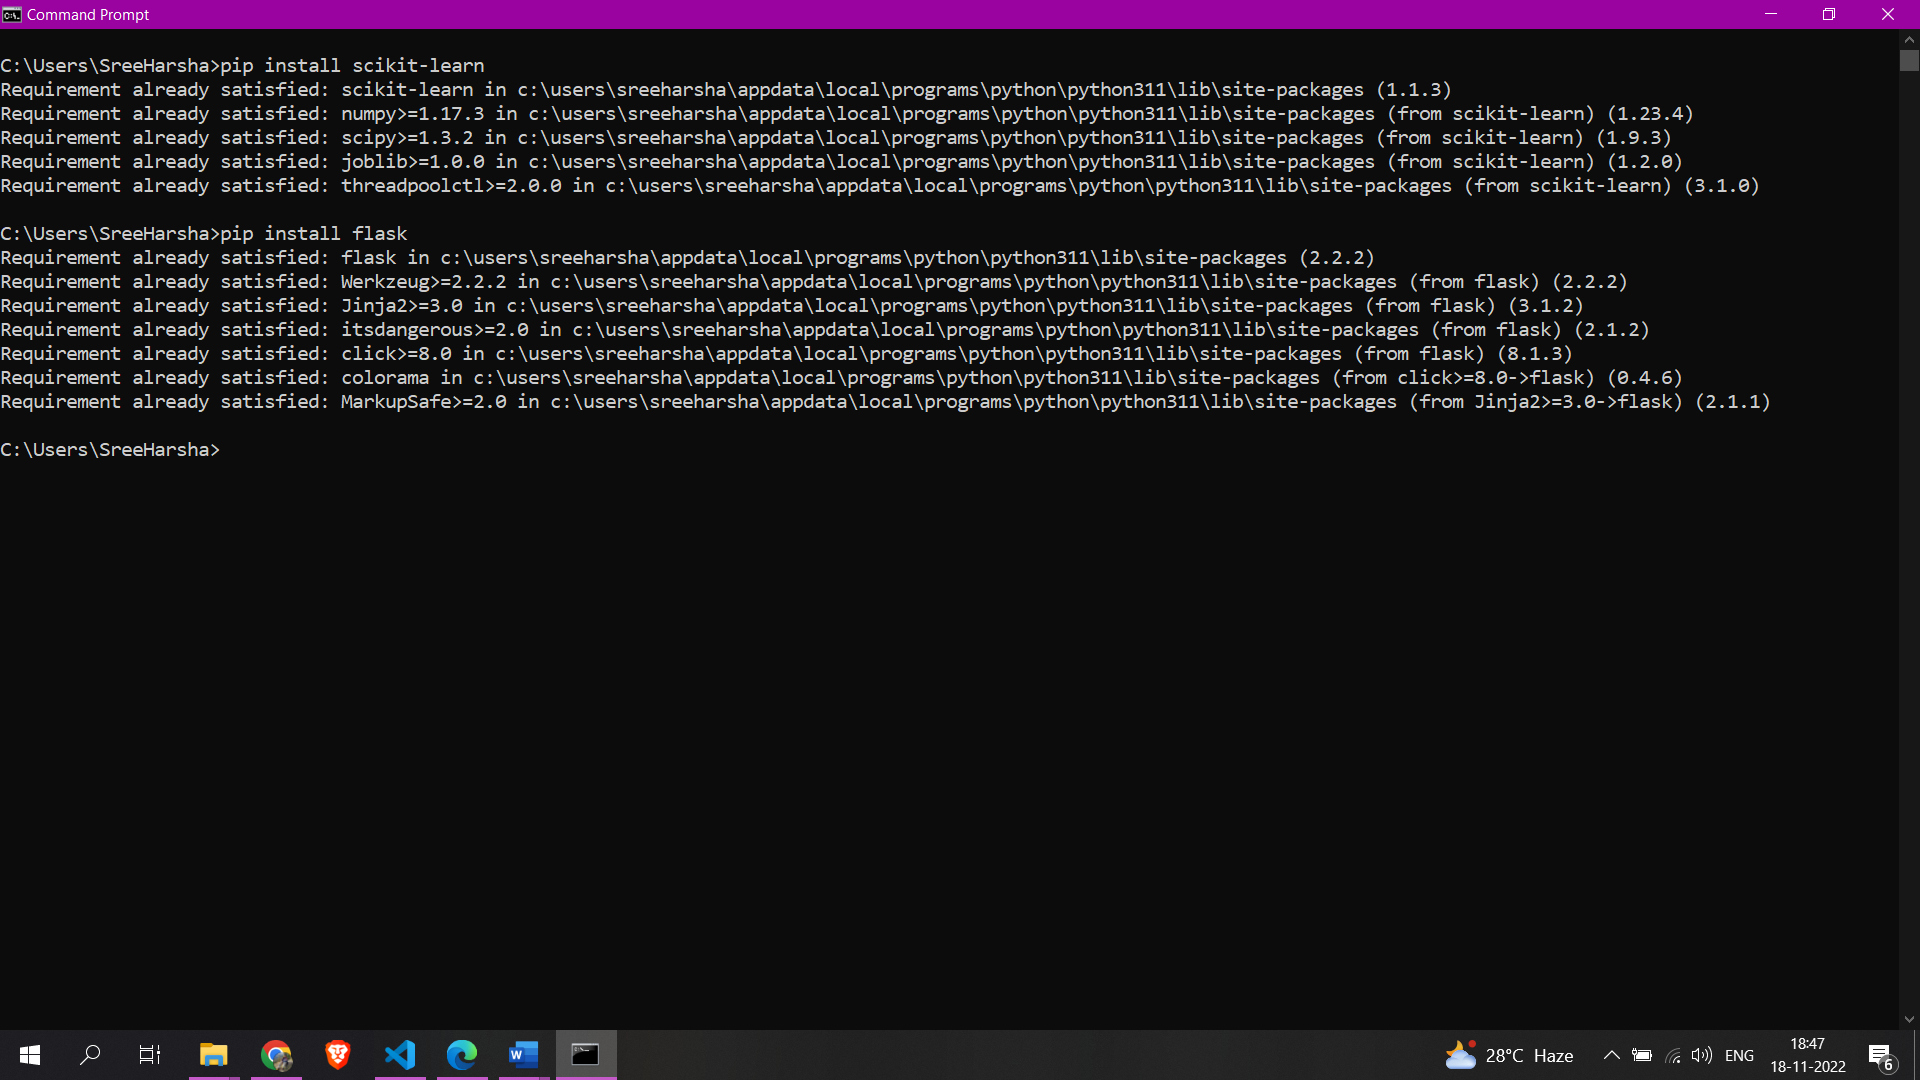 Command Prompt
C:\Users\SreeHarsha>pip install scikit-learn
Requirement already satisfied: scikit-learn in c:\users\sreeharsha\appdata\local\programs\python\python311\lib\site-packages (1.1.3)
Requirement already satisfied: numpy>=1.17.3 in c:\users\sreeharsha\appdata\local\programs\python\python311\lib\site-packages (from scikit-learn) (1.23.4)
Requirement already satisfied: scipy>=1.3.2 in c:\users\sreeharsha\appdata\local\programs\python\python311\lib\site-packages (from scikit-learn) (1.9.3)
Requirement already satisfied: joblib>=1.0.0 in c:\users\sreeharsha\appdata\local\programs\python\python311\lib\site-packages (from scikit-learn) (1.2.0)
Requirement already satisfied: threadpoolctl>=2.0.0 in c:\users\sreeharsha\appdata\local\programs\python\python311\lib\site-packages (from scikit-learn) (3.1.0)
C:\Users\SreeHarsha>pip install flask
Requirement already satisfied: flask in c:\users\sreeharsha\appdata\local\programs\python\python311\lib\site-packages (2.2.2)
Requirement already satisfied: Werkzeug>=2.2.2 in c:\users\sreeharsha\appdata\local\programs\python\python311\lib\site-packages (from flask) (2.2.2)
Requirement already satisfied: Jinja2>=3.0 in c:\users\sreeharsha\appdata\local\programs\python\python311\lib\site-packages (from flask) (3.1.2)
Requirement already satisfied: itsdangerous>=2.0 in c:\users\sreeharsha\appdata\local\programs\python\python311\lib\site-packages (from flask) (2.1.2)
Requirement already satisfied: click>=8.0 in c:\users\sreeharsha\appdata\local\programs\python\python311\lib\site-packages (from flask) (8.1.3)
Requirement already satisfied: colorama in c:\users\sreeharsha\appdata\local\programs\python\python311\lib\site-packages (from click>=8.0->flask) (0.4.6)
Requirement already satisfied: MarkupSafe>=2.0 in c:\users\sreeharsha\appdata\local\programs\python\python311\lib\site-packages (from Jinja2>=3.0->flask) (2.1.1)
C:\Users\SreeHarsha>
28°C Haze
ENG
18:47
18-11-2022
6